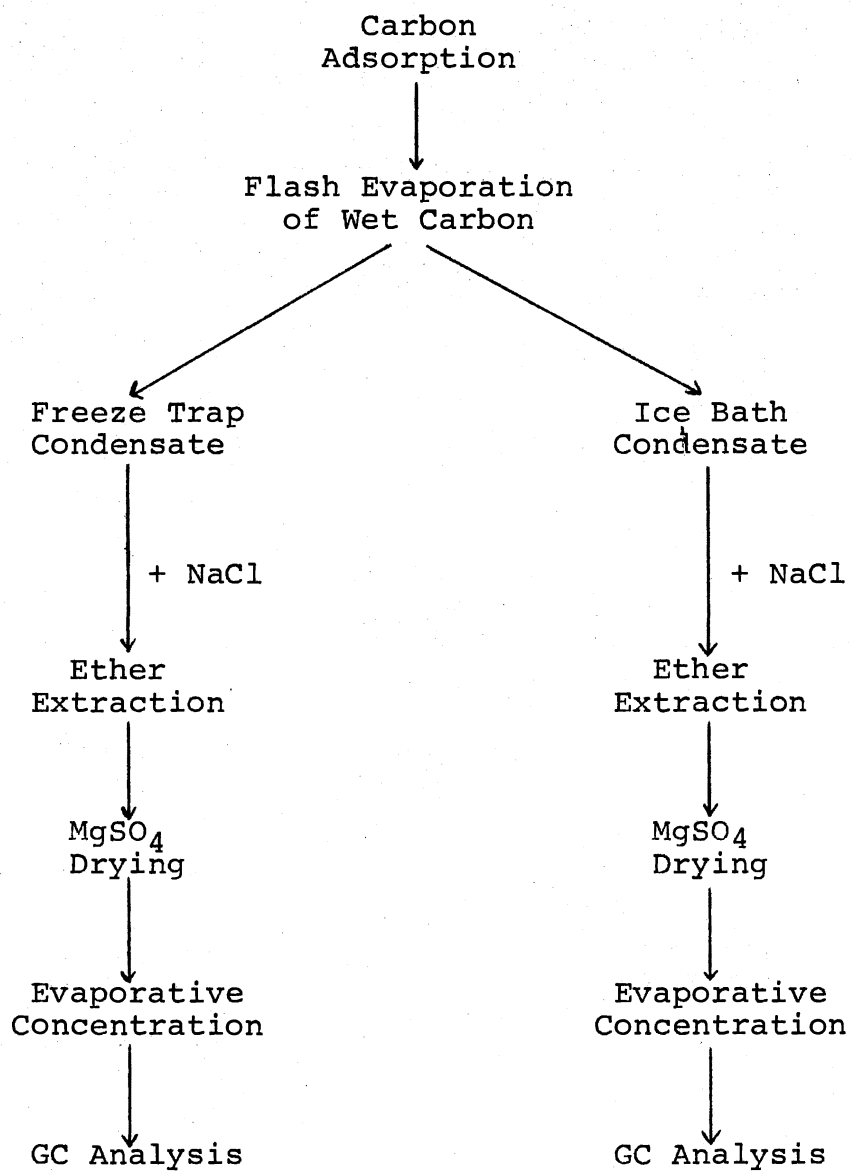 Carbon
Adsorption
Flash Evaporation
of Wet Carbon
Freeze Trap
Condensate
Ice Bath
Condensate
+ NaCl
+ NaCl
Ether
Extraction
Ether
Extraction
MgSO4
Drying
MgSO4
Drying
Evaporative
Concentration
Evaporative
Concentration
GC Analysis
GC Analysis